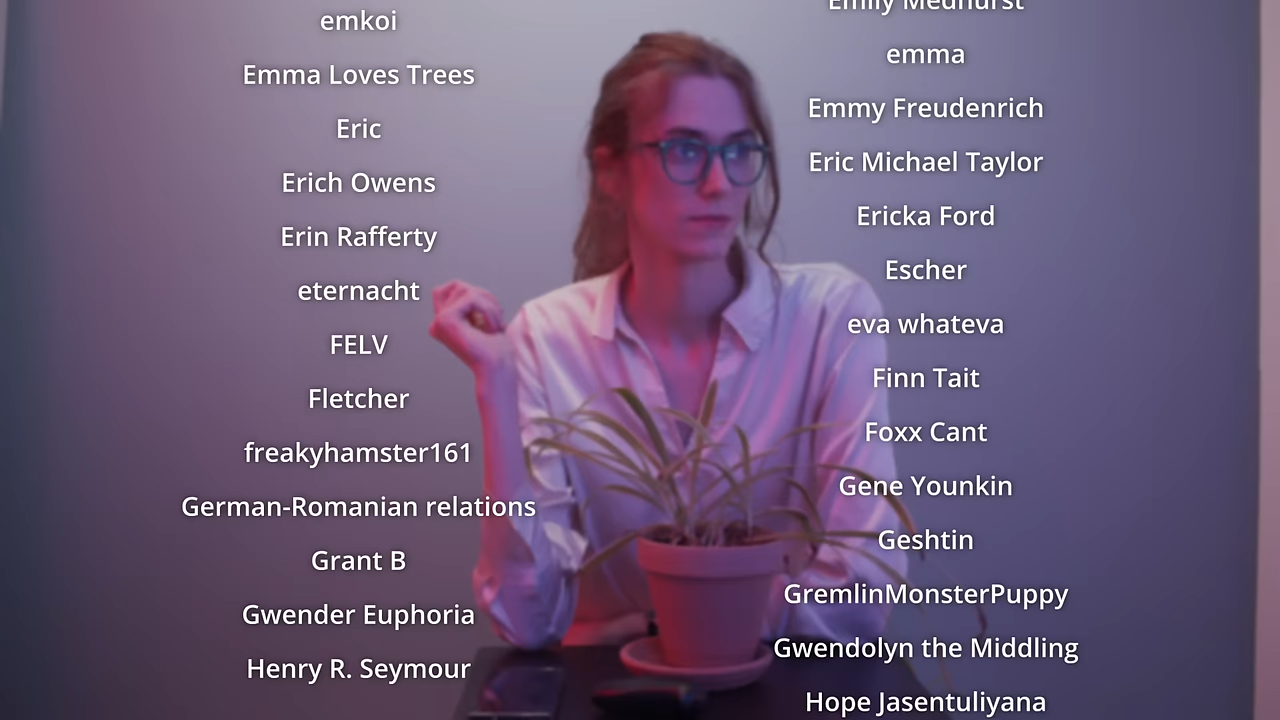 emkoi
Emma Loves Trees
Eric
Erich Owens
Erin Rafferty
eternacht
FELV
Fletcher
freakyhamster161
German-Romanian relations
Grant B
Gwender Euphoria
Henry R. Seymour
Emily Medhurst
emma
Emmy Freudenrich
Eric Michael Taylor
Ericka Ford
Escher
eva whateva
Finn Tait
Foxx Cant
Gene Younkin
Geshtin
GremlinMonsterPuppy
Gwendolyn the Middling
Hope Jasentuliyana